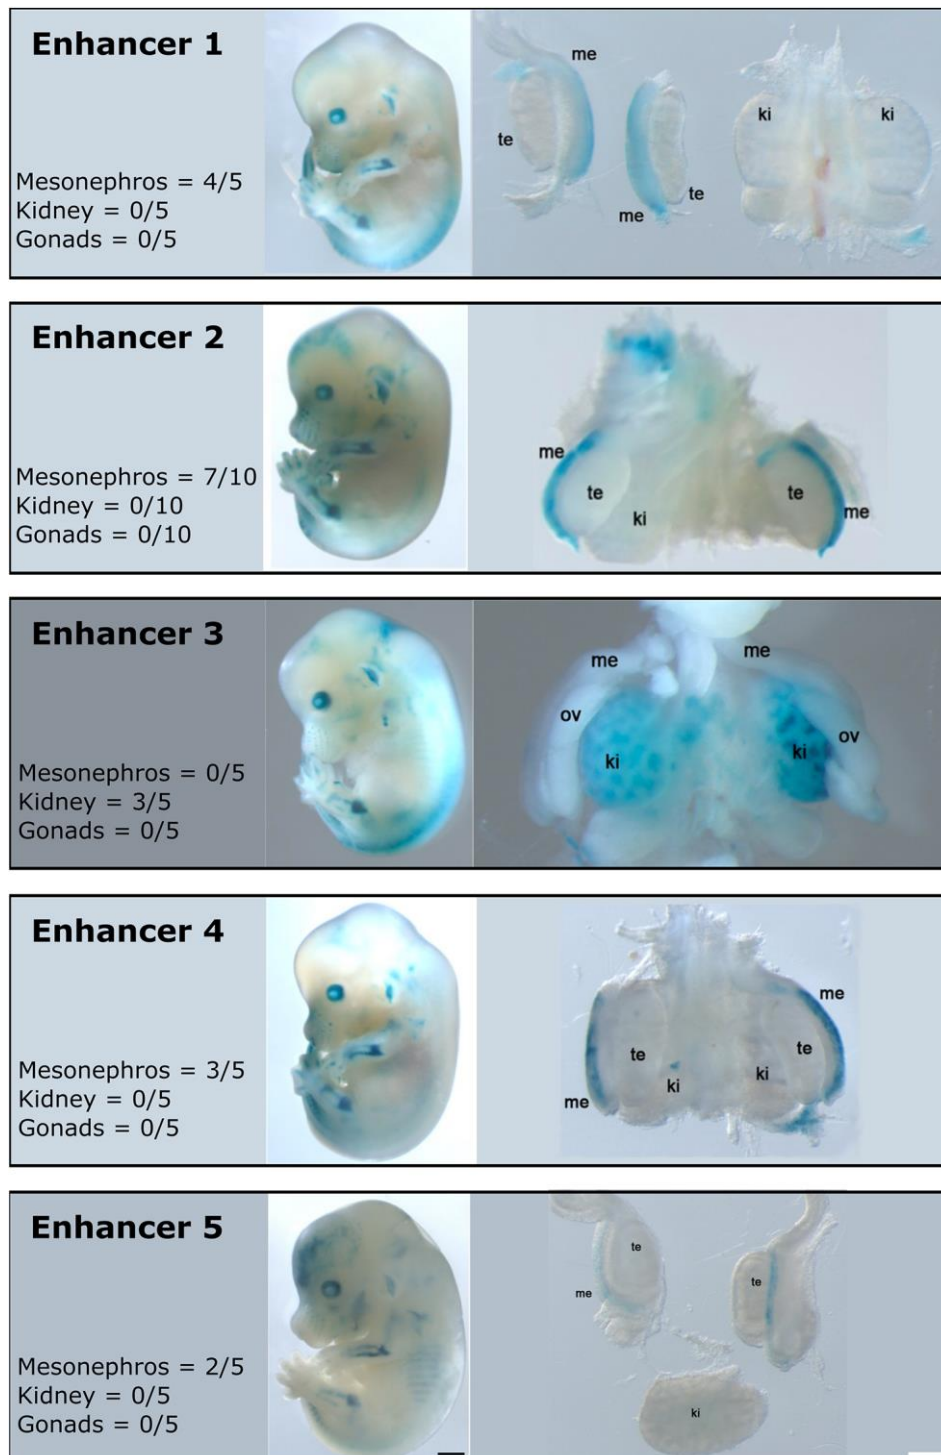 Enhancer 1
Mesonephros = 4/5
Kidney = 0/5
Gonads = 0/5
me
te
me
te
ki
ki
Enhancer 2
Mesonephros = 7/10
Kidney = 0/10
Gonads = 0/10
me
te
ki
te
me
Enhancer 3
Mesonephros = 0/5
Kidney = 3/5
Gonads = 0/5
me
me
ov
ki
ki
ov
Enhancer 4
Mesonephros = 3/5
Kidney = 0/5
Gonads = 0/5
me
te
te
ki
ki
me
Enhancer 5
Mesonephros = 2/5
Kidney = 0/5
Gonads = 0/5
te
te
me
ki